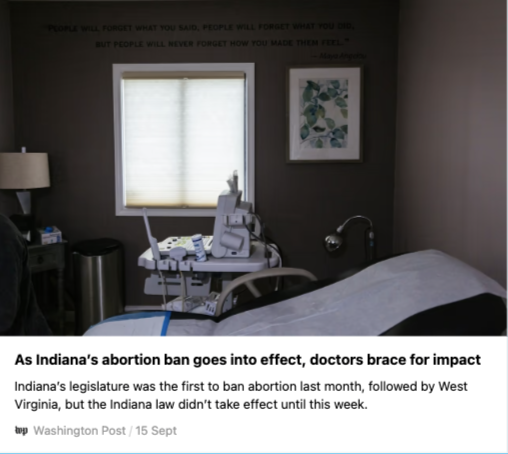 "PEOPLE WILL FORGET WHAT YOU SAID, PEOPLE WILL FORGET WHAT YOU DID,
BUT PEOPLE WILL NEVER FORGET HOW YOU MADE THEM FEEL."
As Indiana’s abortion ban goes into effect, doctors brace for impact
Indiana’s legislature was the first to ban abortion last month, followed by West
Virginia, but the Indiana law didn’t take effect until this week.
wp Washington Post / 15 Sept